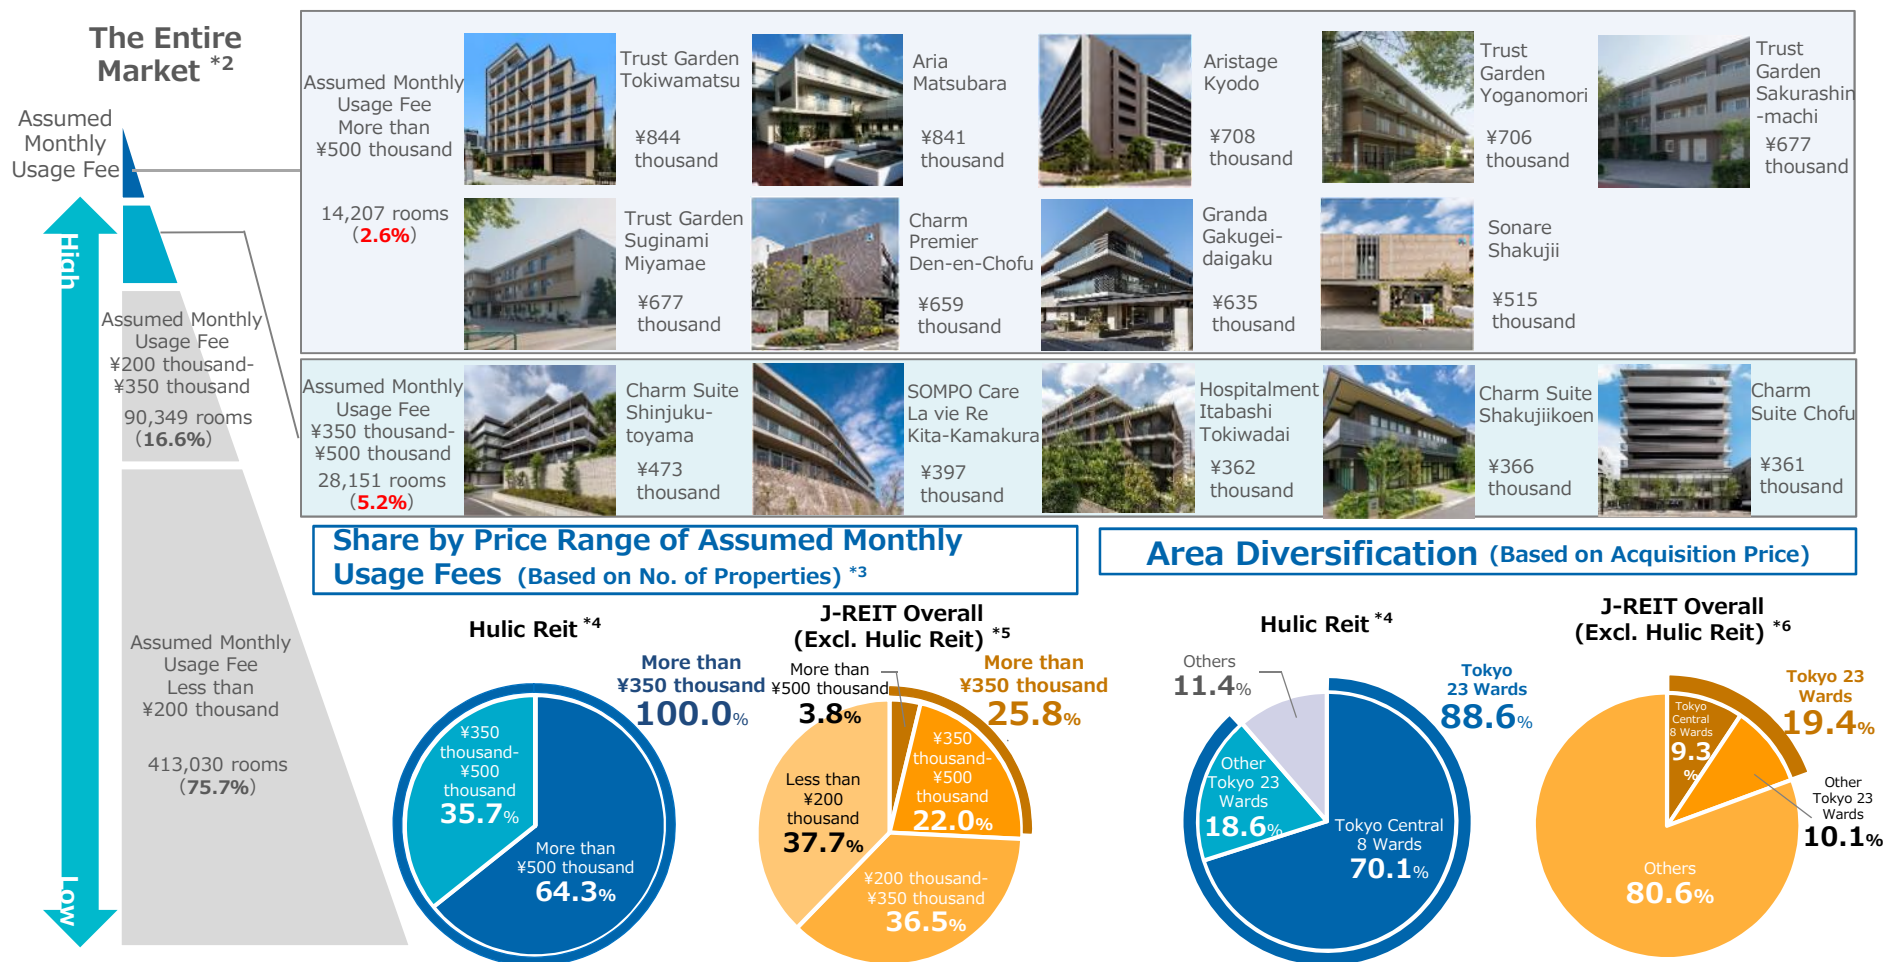 The Entire
Market *2
Assumed
Monthly
Usage Fee
High
Low
Assumed Monthly
Usage Fee
More than
¥500 thousand
14,207 rooms
(2.6%)
Trust Garden
Tokiwamatsu
¥844
thousand
Aria
Matsubara
¥841
thousand
Aristage
Kyodo
¥708
thousand
Trust
Garden
Yoganomori
¥706
thousand
Trust
Garden
Sakurashin
-machi
¥677
thousand
Trust Garden
Suginami
Miyamae
¥677
thousand
Charm
Premier
Den-en-Chofu
¥659
thousand
Granda
Gakugei-
daigaku
¥635
thousand
Sonare
Shakujii
¥515
thousand
Assumed Monthly
Usage Fee
¥350 thousand-
¥500 thousand
28,151 rooms
(5.2%)
Charm Suite
Shinjuku-
toyama
¥473
thousand
SOMPO Care
La vie Re
Kita-Kamakura
¥397
thousand
Hospitalment
Itabashi
Tokiwadai
¥362
thousand
Charm Suite
Shakujiikoen
¥366
thousand
Charm
Suite Chofu
¥361
thousand
Assumed Monthly
Usage Fee
¥200 thousand-
¥350 thousand
90,349 rooms
(16.6%)
Assumed Monthly
Usage Fee
Less than
¥200 thousand
413,030 rooms
(75.7%)
Share by Price Range of Assumed Monthly
Usage Fees (Based on No. of Properties) *3
Hulic Reit *4
More than
¥350 thousand
100.0%
¥350
thousand-
¥500
thousand
35.7%
More than
¥500 thousand
64.3%
J-REIT Overall
(Excl. Hulic Reit) *5
More than
¥500 thousand
3.8%
More than
¥350 thousand
25.8%
¥350
thousand-
¥500
thousand
22.0%
Less than
¥200
thousand
37.7%
¥200 thousand-
¥350 thousand
36.5%
Area Diversification (Based on Acquisition Price)
Hulic Reit *4
Others
11.4%
Tokyo
23 Wards
88.6%
Other
Tokyo 23
Wards
18.6%
Tokyo Central
8 Wards
70.1%
J-REIT Overall
(Excl. Hulic Reit) *6
Tokyo 23
Wards
19.4%
Tokyo
Central
8 Wards
9.3
%
Other
Tokyo 23
Wards
10.1%
Others
80.6%